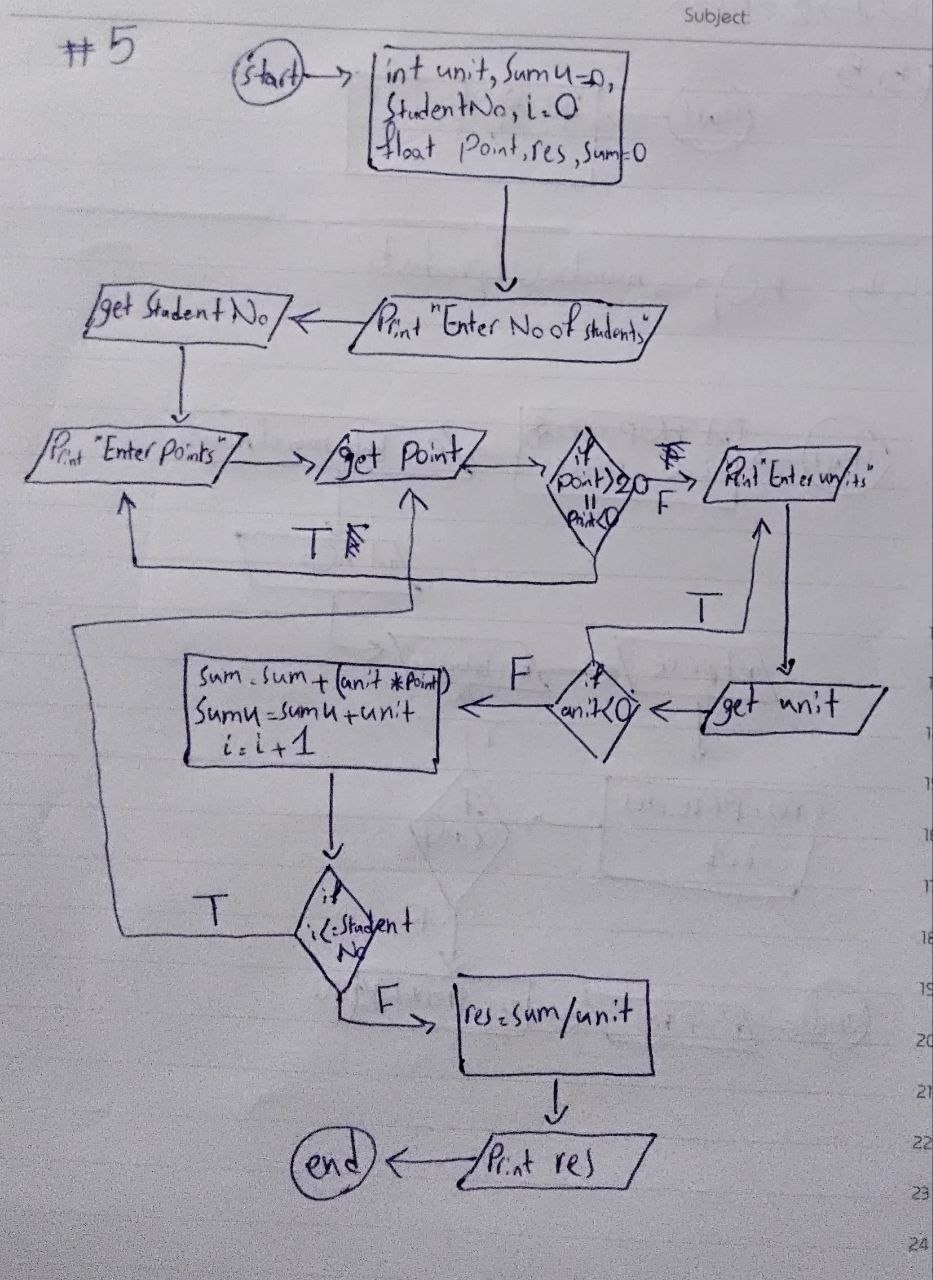 Subject
#5
start
int unit, Sumu=0,
StudentNo, i=0
float Point, res, sum=0
Print "Enter No of students"
get Student No
Print "Enter Points"
get Point
if
point>20
||
point<0
F
Print "Enter units"
T
T
get unit
if
unit<0
F
sum=sum+(unit*Point)
Sumu=sumu+unit
i=i+1
if
i<=Student
No
T
F
res=sum/unit
Print res
end
18
19
20
21
22
23
24